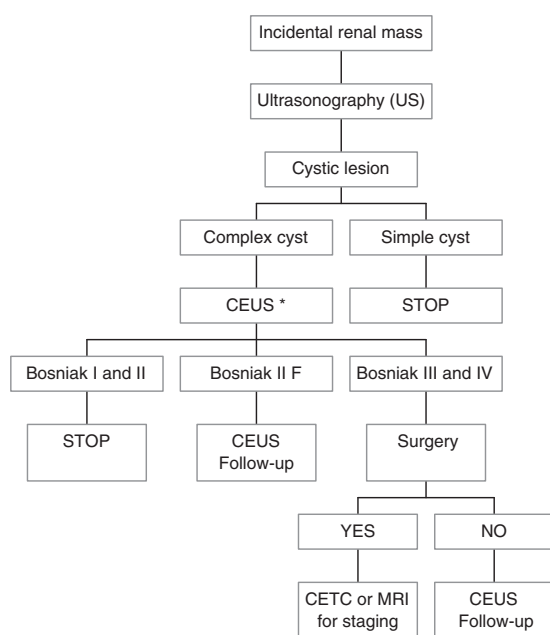 Incidental renal mass
Ultrasonography (US)
Cystic lesion
Complex cyst
Simple cyst
CEUS *
STOP
Bosniak I and II
Bosniak II F
Bosniak III and IV
STOP
CEUS
Follow-up
Surgery
YES
NO
CETC or MRI
for staging
CEUS
Follow-up